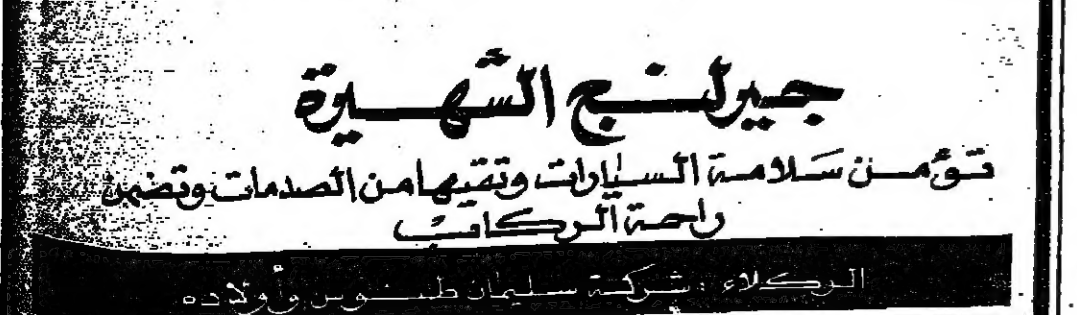 جيرلنج الشهيرة
تؤمن سلامة السيارات وتقيها من الصدمات وتضمن
راحة الركاب
الوكلاء : شركة سليمان طنوس وأولاده